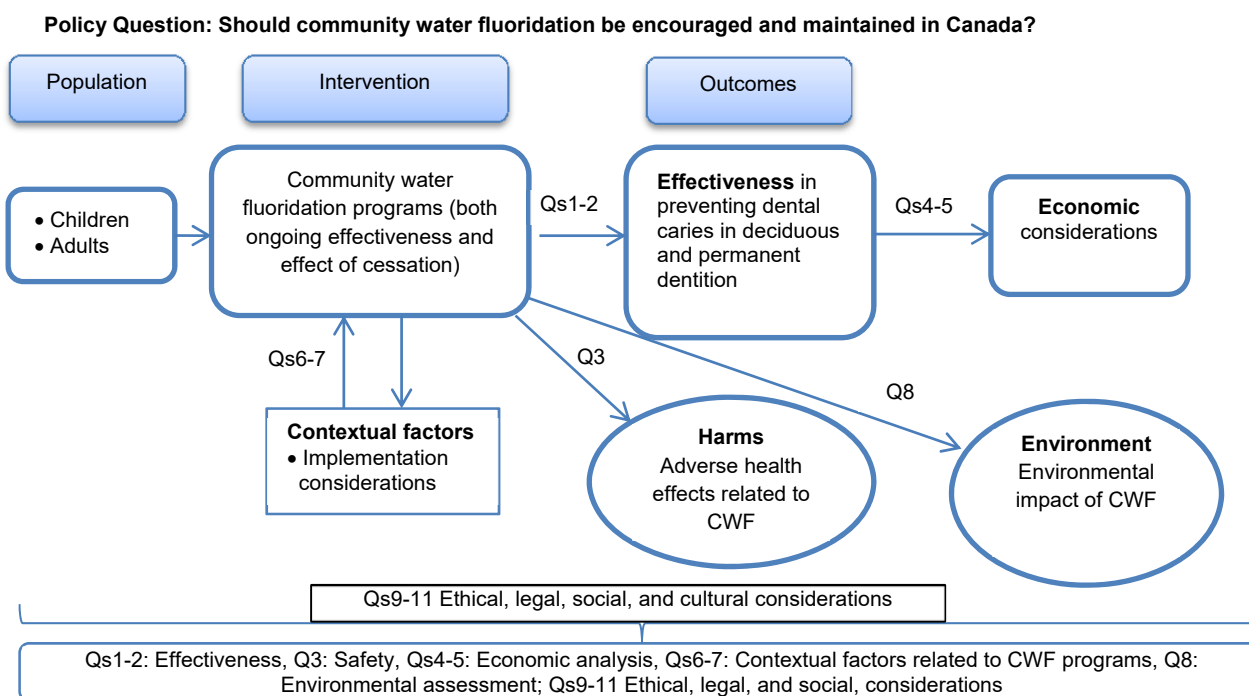 Policy Question: Should community water fluoridation be encouraged and maintained in Canada?
Population
Intervention
Outcomes
• Children
• Adults
Community water
fluoridation programs (both
ongoing effectiveness and
effect of cessation)
Qs1-2
Effectiveness in
preventing dental
caries in deciduous
and permanent
dentition
Qs4-5
Economic
considerations
Qs6-7
Q3
Q8
Contextual factors
• Implementation
considerations
Harms
Adverse health
effects related to
CWF
Environment
Environmental
impact of CWF
Qs9-11 Ethical, legal, social, and cultural considerations
Qs1-2: Effectiveness, Q3: Safety, Qs4-5: Economic analysis, Qs6-7: Contextual factors related to CWF programs, Q8:
Environmental assessment; Qs9-11 Ethical, legal, and social, considerations